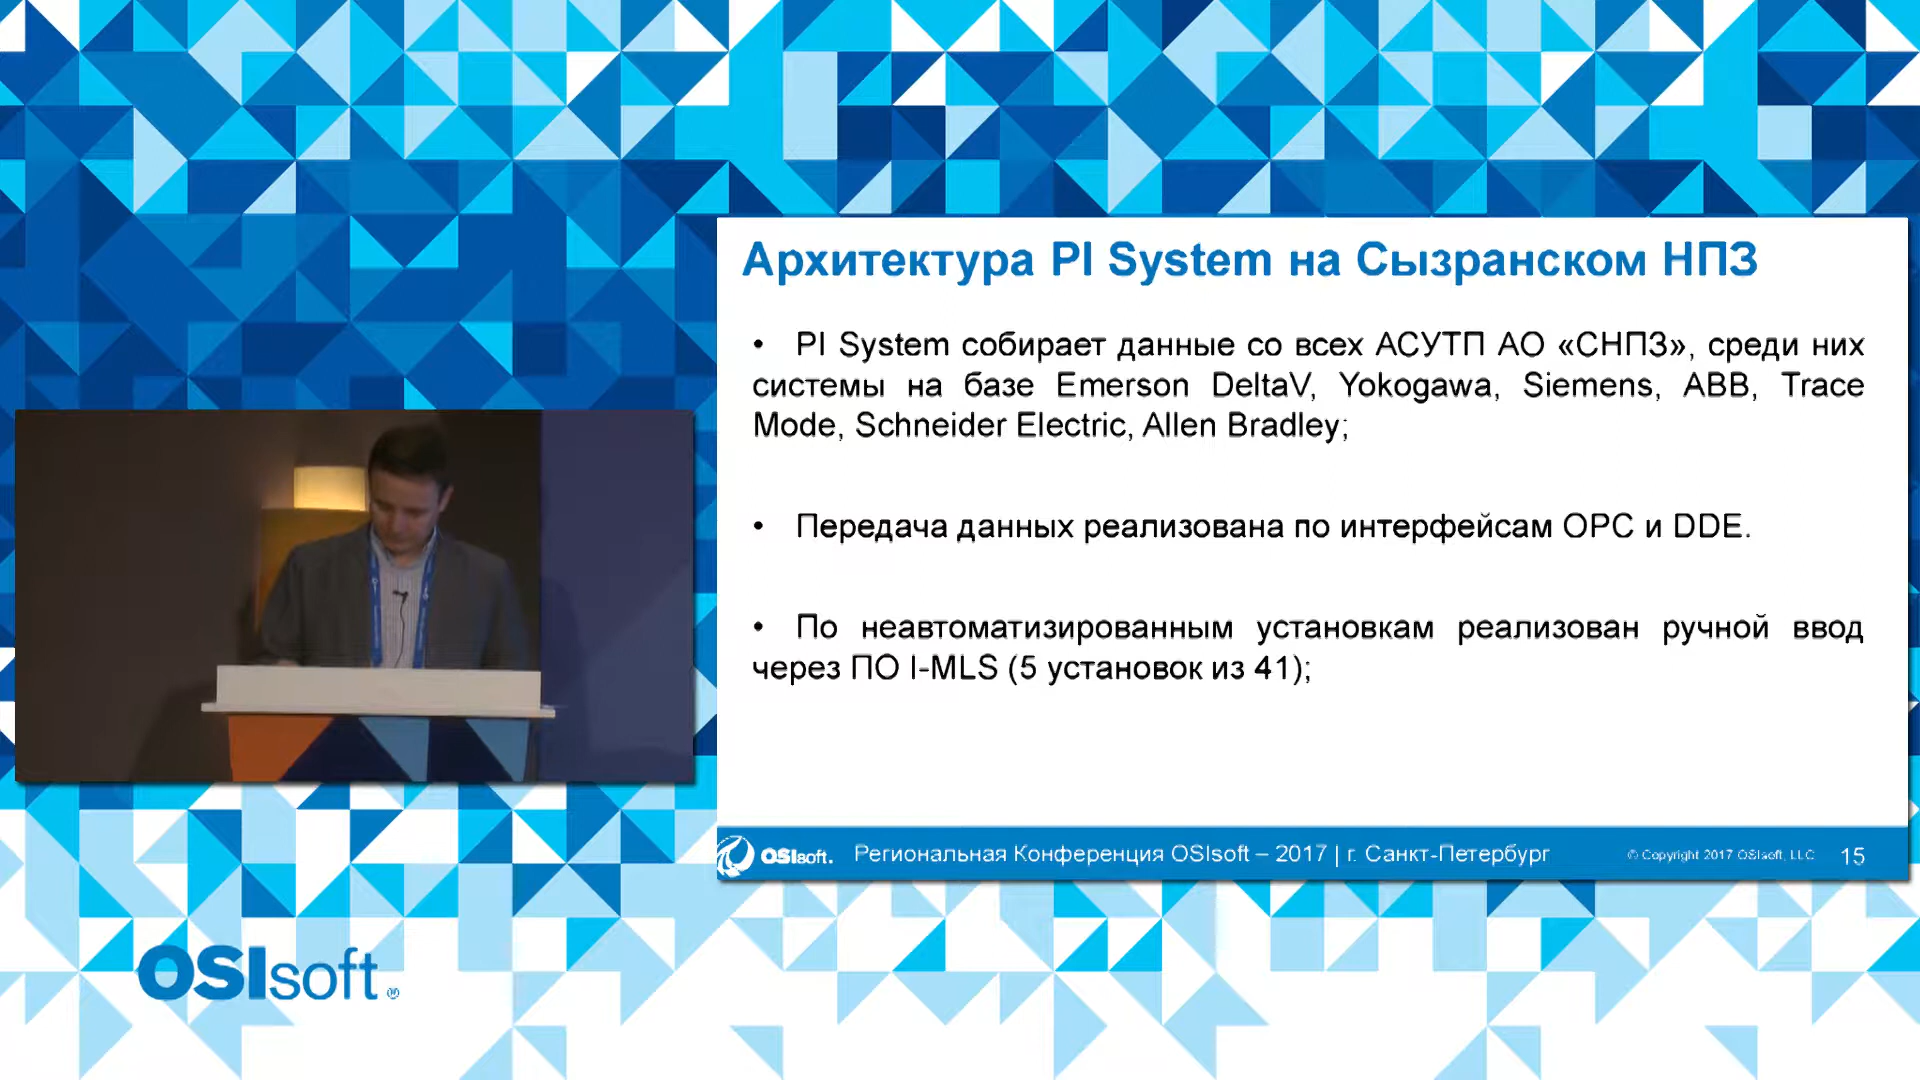 Архитектура PI System на Сызранском НПЗ
• PI System собирает данные со всех АСУТП АО «СНПЗ», среди них
системы на базе Emerson DeltaV, Yokogawa, Siemens, ABB, Trace
Mode, Schneider Electric, Allen Bradley;
• Передача данных реализована по интерфейсам OPC и DDE.
• По неавтоматизированным установкам реализован ручной ввод
через ПО I-MLS (5 установок из 41);
OSIsoft. Региональная Конференция OSIsoft – 2017 | г. Санкт-Петербург © Copyright 2017 OSIsoft, LLC 15
OSIsoft®